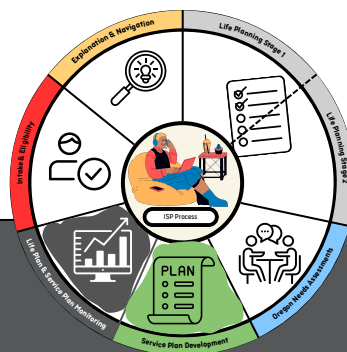 Explanation & Navigation
Life Planning Stage 1
Life Planning Stage 2
Oregon Needs Assessments
Service Plan Development
Life Plan & Service Plan Monitoring
Intake & Eligibility
ISP Process
PLAN